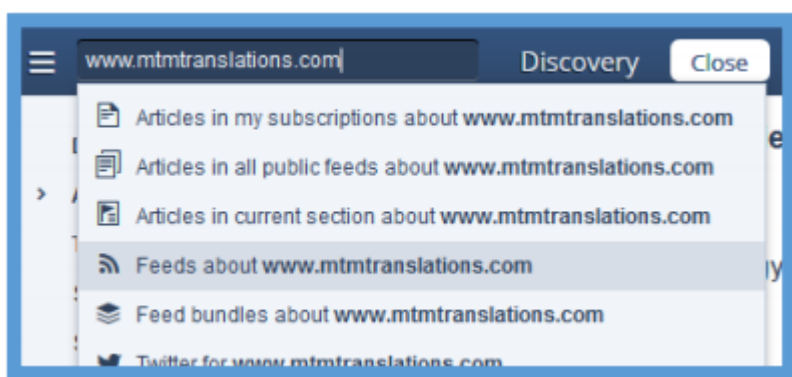 www.mtmtranslations.com Discovery Close
Articles in my subscriptions about www.mtmtranslations.com
Articles in all public feeds about www.mtmtranslations.com
Articles in current section about www.mtmtranslations.com
Feeds about www.mtmtranslations.com
Feed bundles about www.mtmtranslations.com
Twitter for www.mtmtranslations.com